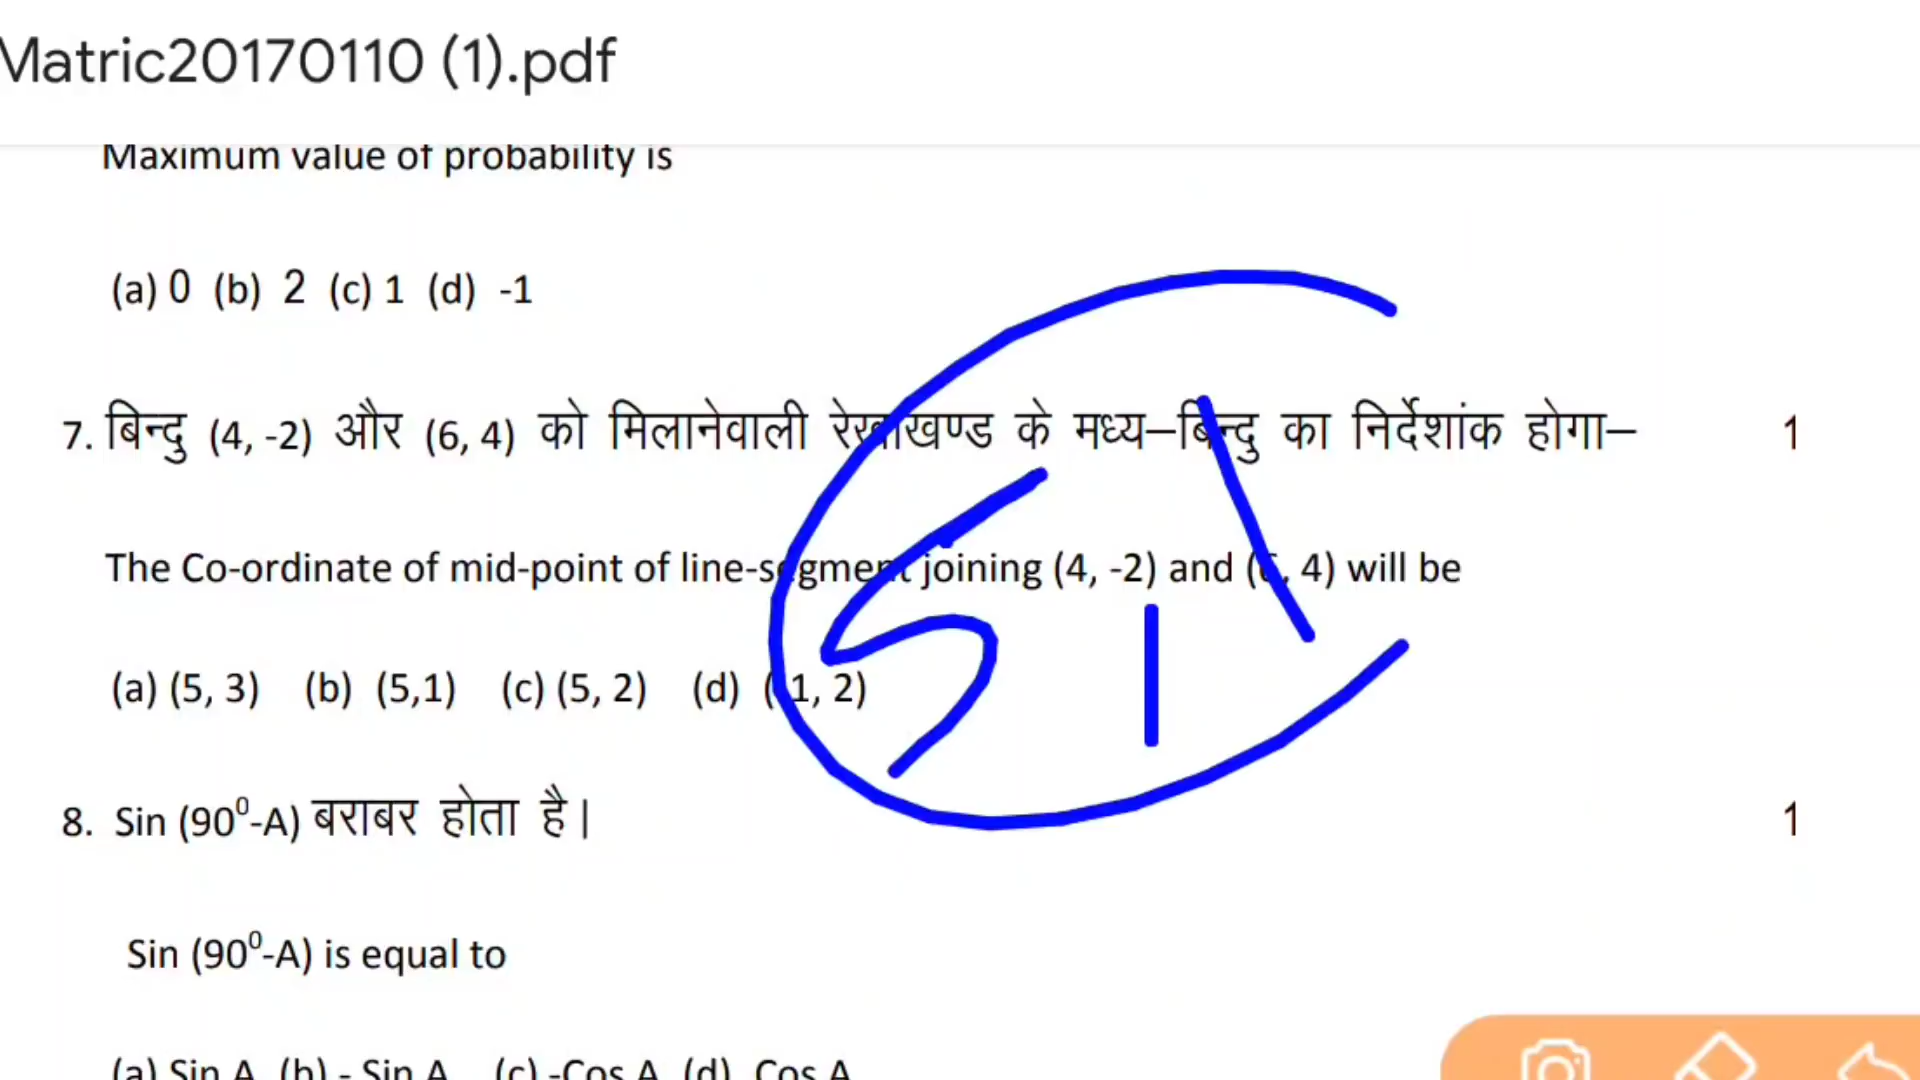 Matric20170110 (1).pdf
Maximum value of probability is
(a) 0 (b) 2 (c) 1 (d) -1
7. बिन्दु (4, -2) और (6, 4) को मिलानेवाली रेखाखण्ड के मध्य–बिन्दु का निर्देशांक होगा– 1
The Co-ordinate of mid-point of line-segment joining (4, -2) and (6, 4) will be
(a) (5, 3) (b) (5,1) (c) (5, 2) (d) ( 1, 2)
5 1
8. Sin (90⁰-A) बराबर होता है | 1
Sin (90⁰-A) is equal to
(a) Sin A (b) - Sin A (c) -Cos A (d) Cos A